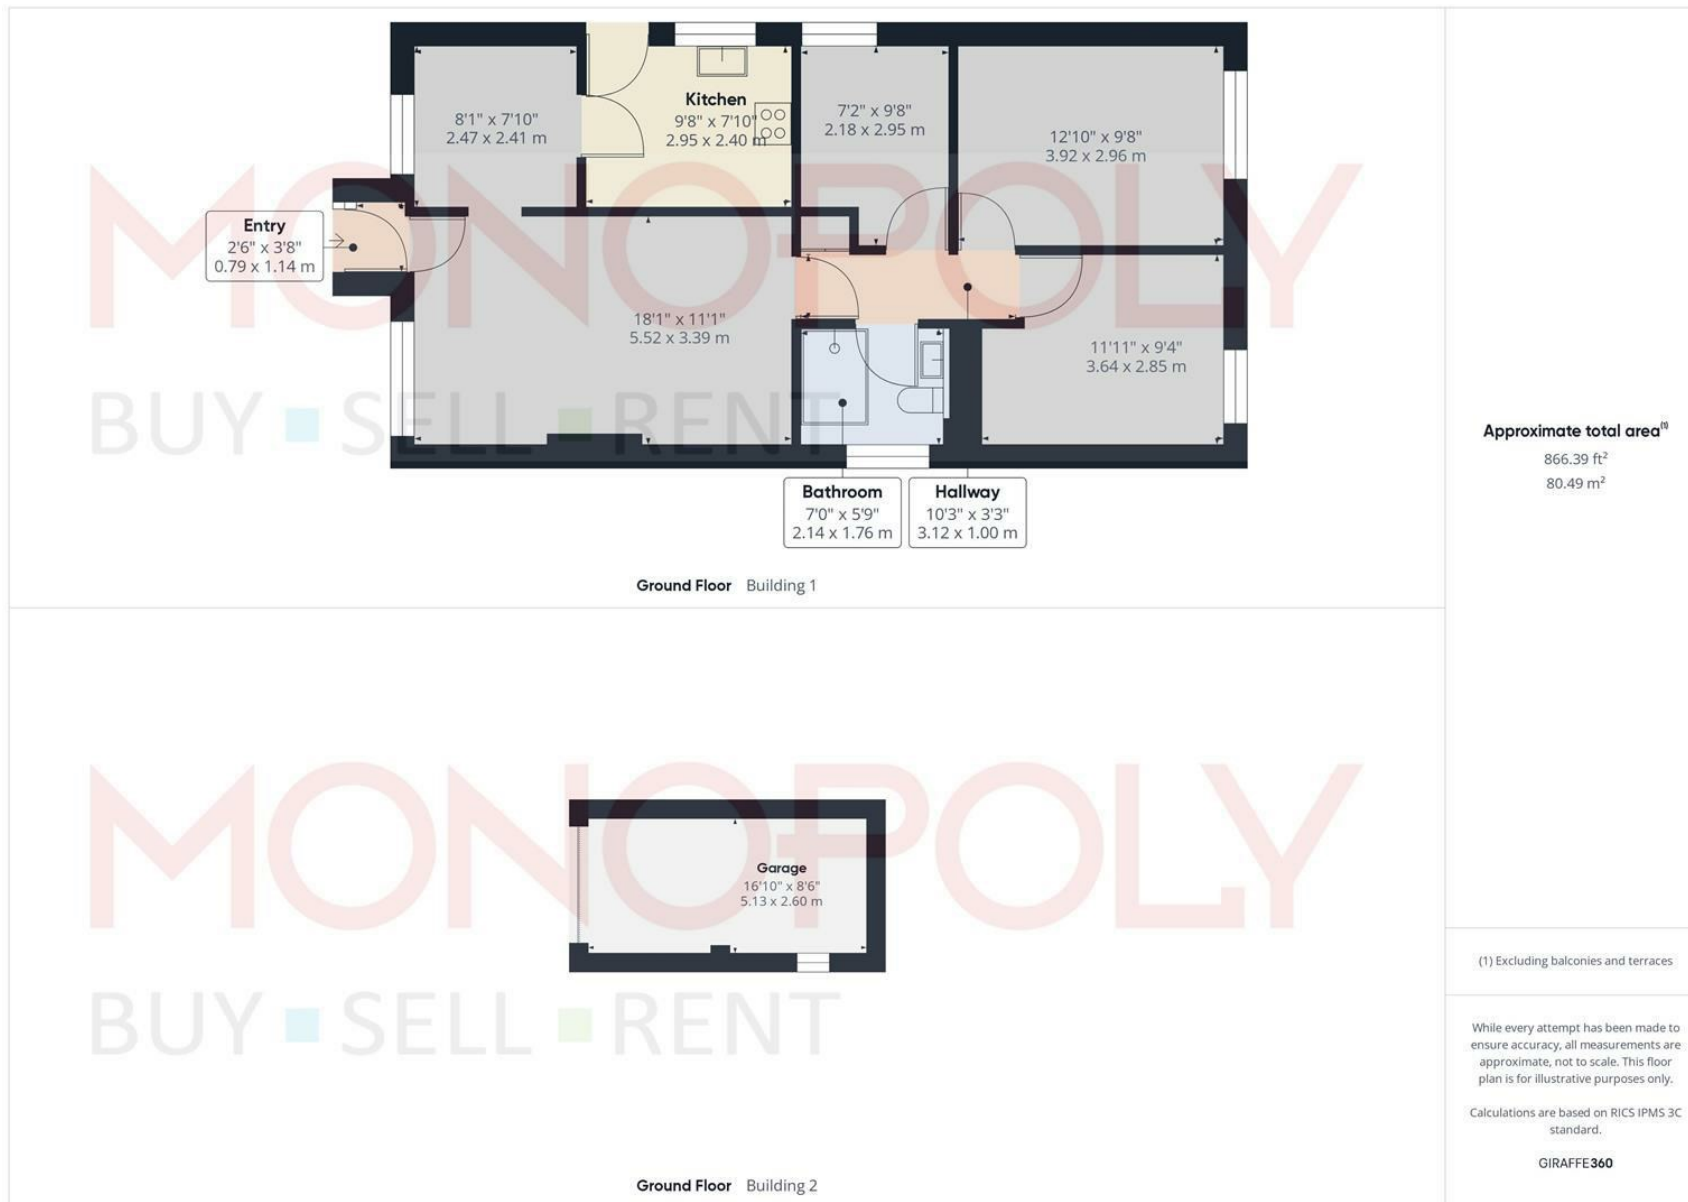 8'1" x 7'10"
2.47 x 2.41 m
Kitchen
9'8" x 7'10"
2.95 x 2.40 m
7'2" x 9'8"
2.18 x 2.95 m
12'10" x 9'8"
3.92 x 2.96 m
Entry
2'6" x 3'8"
0.79 x 1.14 m
18'1" x 11'1"
5.52 x 3.39 m
11'11" x 9'4"
3.64 x 2.85 m
MONOPOLY
BUY SELL RENT
Bathroom
7'0" x 5'9"
2.14 x 1.76 m
Hallway
10'3" x 3'3"
3.12 x 1.00 m
Ground Floor Building 1
MONOPOLY
BUY SELL RENT
Garage
16'10" x 8'6"
5.13 x 2.60 m
Ground Floor Building 2
Approximate total area(1)
866.39 ft²
80.49 m²
(1) Excluding balconies and terraces
While every attempt has been made to
ensure accuracy, all measurements are
approximate, not to scale. This floor
plan is for illustrative purposes only.
Calculations are based on RICS IPMS 3C
standard.
GIRAFFE360